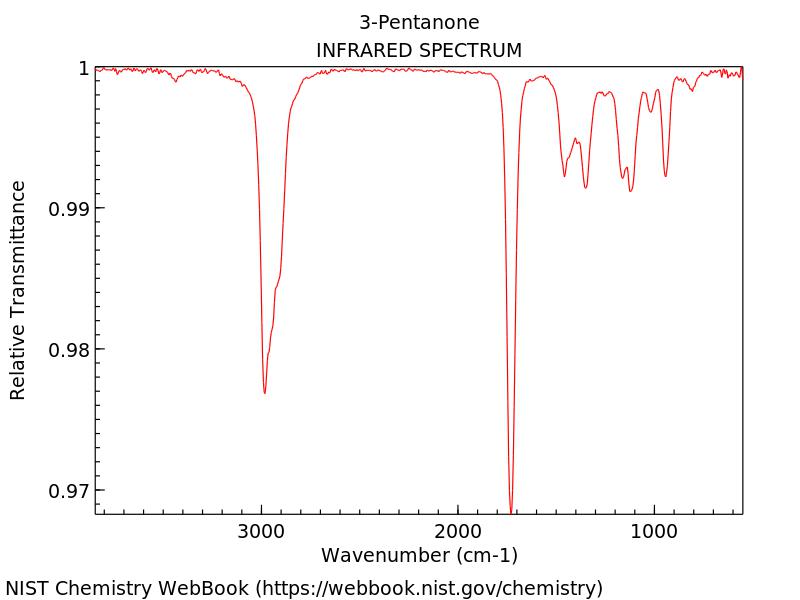 3-Pentanone
INFRARED SPECTRUM
1
0.99
0.98
0.97
Relative Transmittance
3000 2000 1000
Wavenumber (cm-1)
NIST Chemistry WebBook (https://webbook.nist.gov/chemistry)